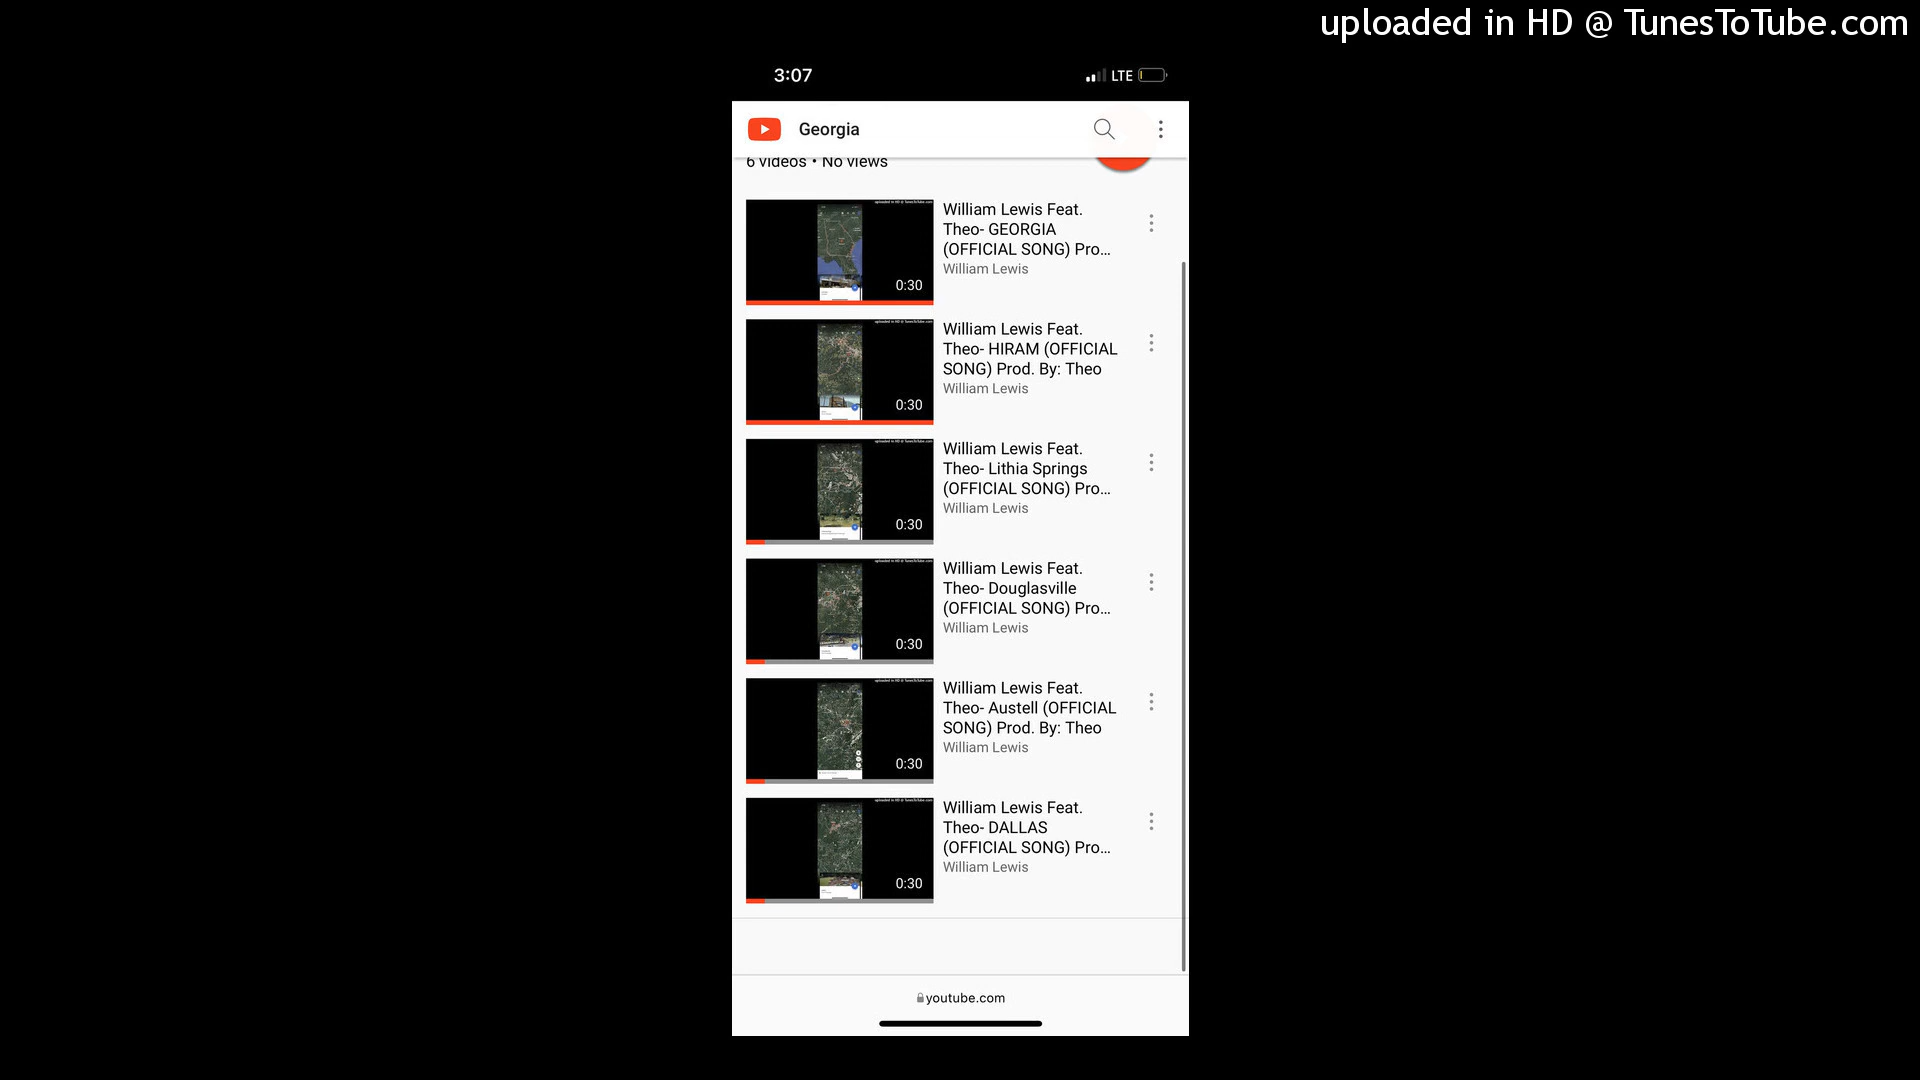 uploaded in HD @ TunesToTube.com
3:07
LTE
Georgia
6 videos • No views
William Lewis Feat.
Theo- GEORGIA
(OFFICIAL SONG) Pro...
William Lewis
0:30
William Lewis Feat.
Theo- HIRAM (OFFICIAL
SONG) Prod. By: Theo
William Lewis
0:30
William Lewis Feat.
Theo- Lithia Springs
(OFFICIAL SONG) Pro...
William Lewis
0:30
William Lewis Feat.
Theo- Douglasville
(OFFICIAL SONG) Pro...
William Lewis
0:30
William Lewis Feat.
Theo- Austell (OFFICIAL
SONG) Prod. By: Theo
William Lewis
0:30
William Lewis Feat.
Theo- DALLAS
(OFFICIAL SONG) Pro...
William Lewis
0:30
youtube.com